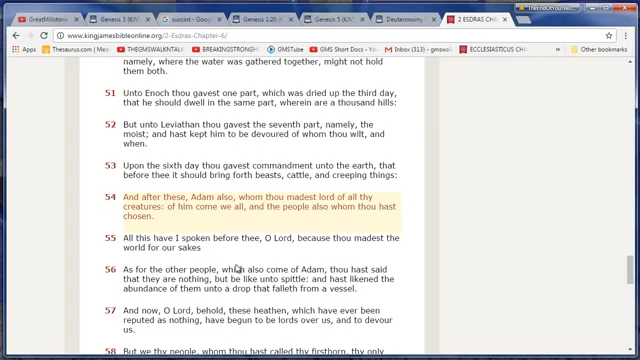 ThechOfYourWo...
GreatMillstone
Genesis 3 (KJV)
succint - Google
Genesis 1:20 (K
Genesis 5 (KJV)
Deuteronomy
2 ESDRAS CHA
www.kingjamesbibleonline.org/2-Esdras-Chapter-6/
Thesaurus.com
THEGMSWALKNTALK
BREAKINGSTRONGH
GMSTube
GMS Short Docs - Yo
Inbox (313) - gmswalk
ECCLESIASTICUS CHA
Other bookmarks
namely, where the water was gathered together, might not hold
them both.
51 Unto Enoch thou gavest one part, which was dried up the third day,
that he should dwell in the same part, wherein are a thousand hills:
52 But unto Leviathan thou gavest the seventh part, namely, the
moist; and hast kept him to be devoured of whom thou wilt, and
when.
53 Upon the sixth day thou gavest commandment unto the earth, that
before thee it should bring forth beasts, cattle, and creeping things:
54 And after these, Adam also, whom thou madest lord of all thy
creatures: of him come we all, and the people also whom thou hast
chosen.
55 All this have I spoken before thee, O Lord, because thou madest the
world for our sakes
56 As for the other people, which also come of Adam, thou hast said
that they are nothing, but be like unto spittle: and hast likened the
abundance of them unto a drop that falleth from a vessel.
57 And now, O Lord, behold, these heathen, which have ever been
reputed as nothing, have begun to be lords over us, and to devour
us.
58 But we thy people, whom thou hast called thy firstborn, thy only